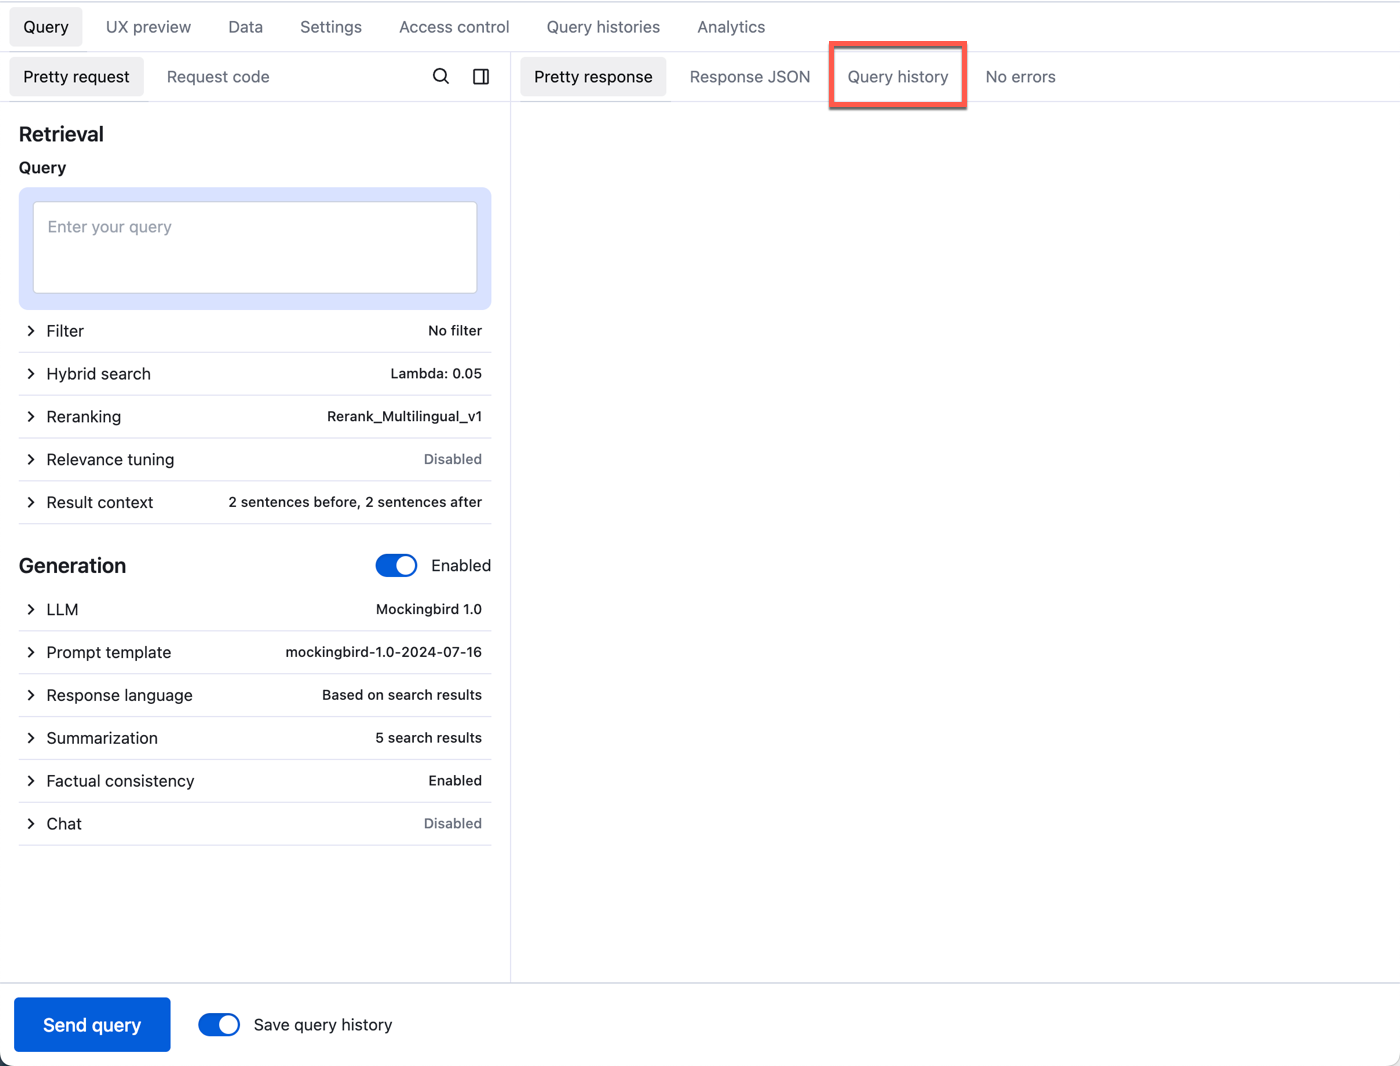 Query UX preview Data Settings Access control Query histories Analytics
Pretty request Request code
Pretty response Response JSON Query history No errors
Retrieval
Query
Enter your query
Filter No filter
Hybrid search Lambda: 0.05
Reranking Rerank_Multilingual_v1
Relevance tuning Disabled
Result context 2 sentences before, 2 sentences after
Generation Enabled
LLM Mockingbird 1.0
Prompt template mockingbird-1.0-2024-07-16
Response language Based on search results
Summarization 5 search results
Factual consistency Enabled
Chat Disabled
Send query Save query history